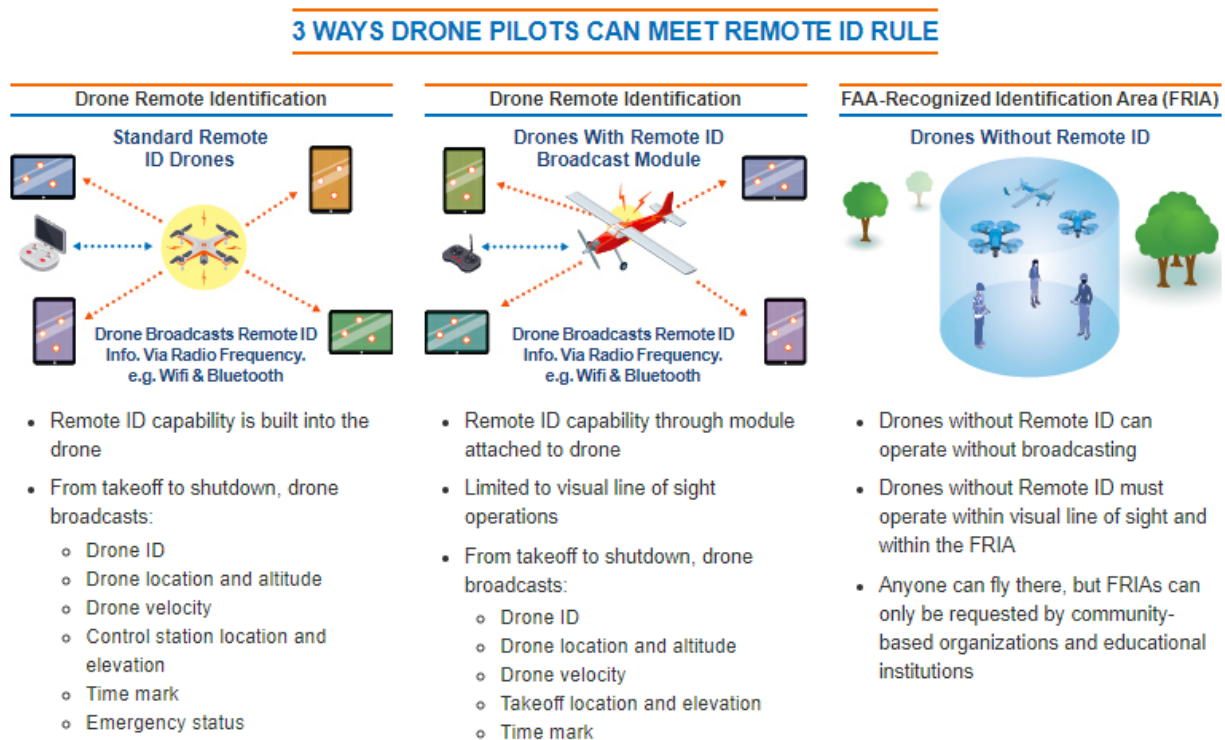 3 WAYS DRONE PILOTS CAN MEET REMOTE ID RULE
Drone Remote Identification
Standard Remote
ID Drones
Drone Broadcasts Remote ID
Info. Via Radio Frequency.
e.g. Wifi & Bluetooth
• Remote ID capability is built into the
drone
• From takeoff to shutdown, drone
broadcasts:
○ Drone ID
○ Drone location and altitude
○ Drone velocity
○ Control station location and
elevation
○ Time mark
○ Emergency status
Drone Remote Identification
Drones With Remote ID
Broadcast Module
Drone Broadcasts Remote ID
Info. Via Radio Frequency.
e.g. Wifi & Bluetooth
• Remote ID capability through module
attached to drone
• Limited to visual line of sight
operations
• From takeoff to shutdown, drone
broadcasts:
○ Drone ID
○ Drone location and altitude
○ Drone velocity
○ Takeoff location and elevation
○ Time mark
FAA-Recognized Identification Area (FRIA)
Drones Without Remote ID
• Drones without Remote ID can
operate without broadcasting
• Drones without Remote ID must
operate within visual line of sight and
within the FRIA
• Anyone can fly there, but FRIAs can
only be requested by community-
based organizations and educational
institutions